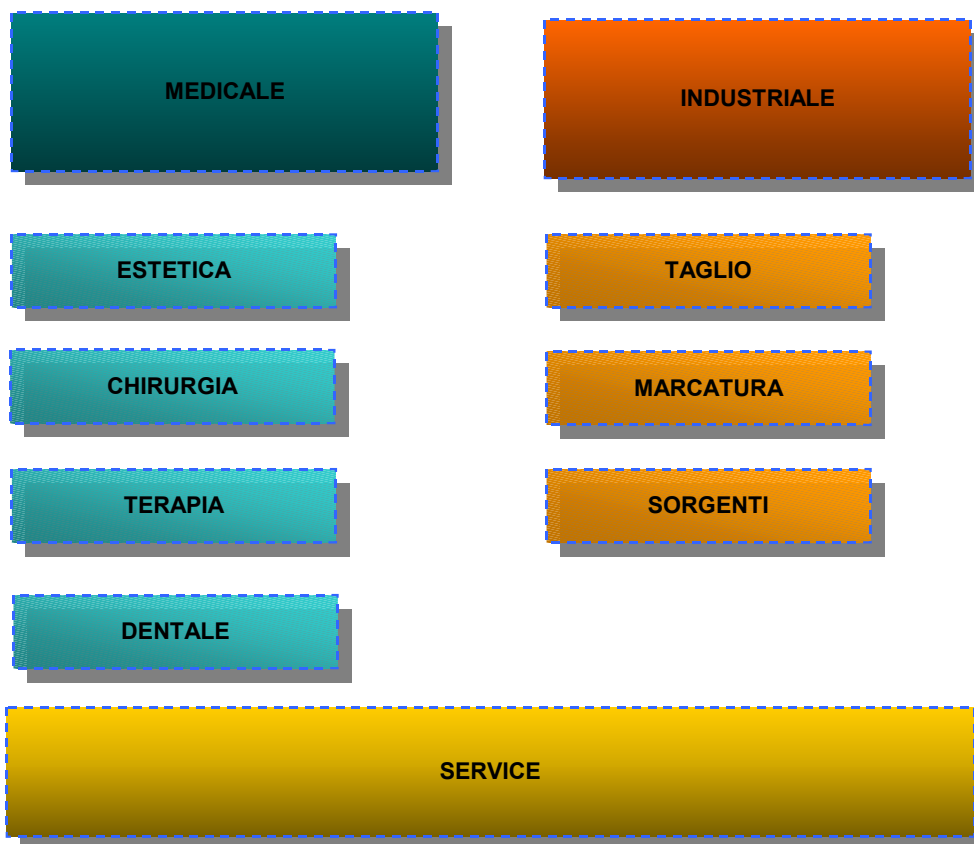 MEDICALE
INDUSTRIALE
ESTETICA
TAGLIO
CHIRURGIA
MARCATURA
TERAPIA
SORGENTI
DENTALE
SERVICE